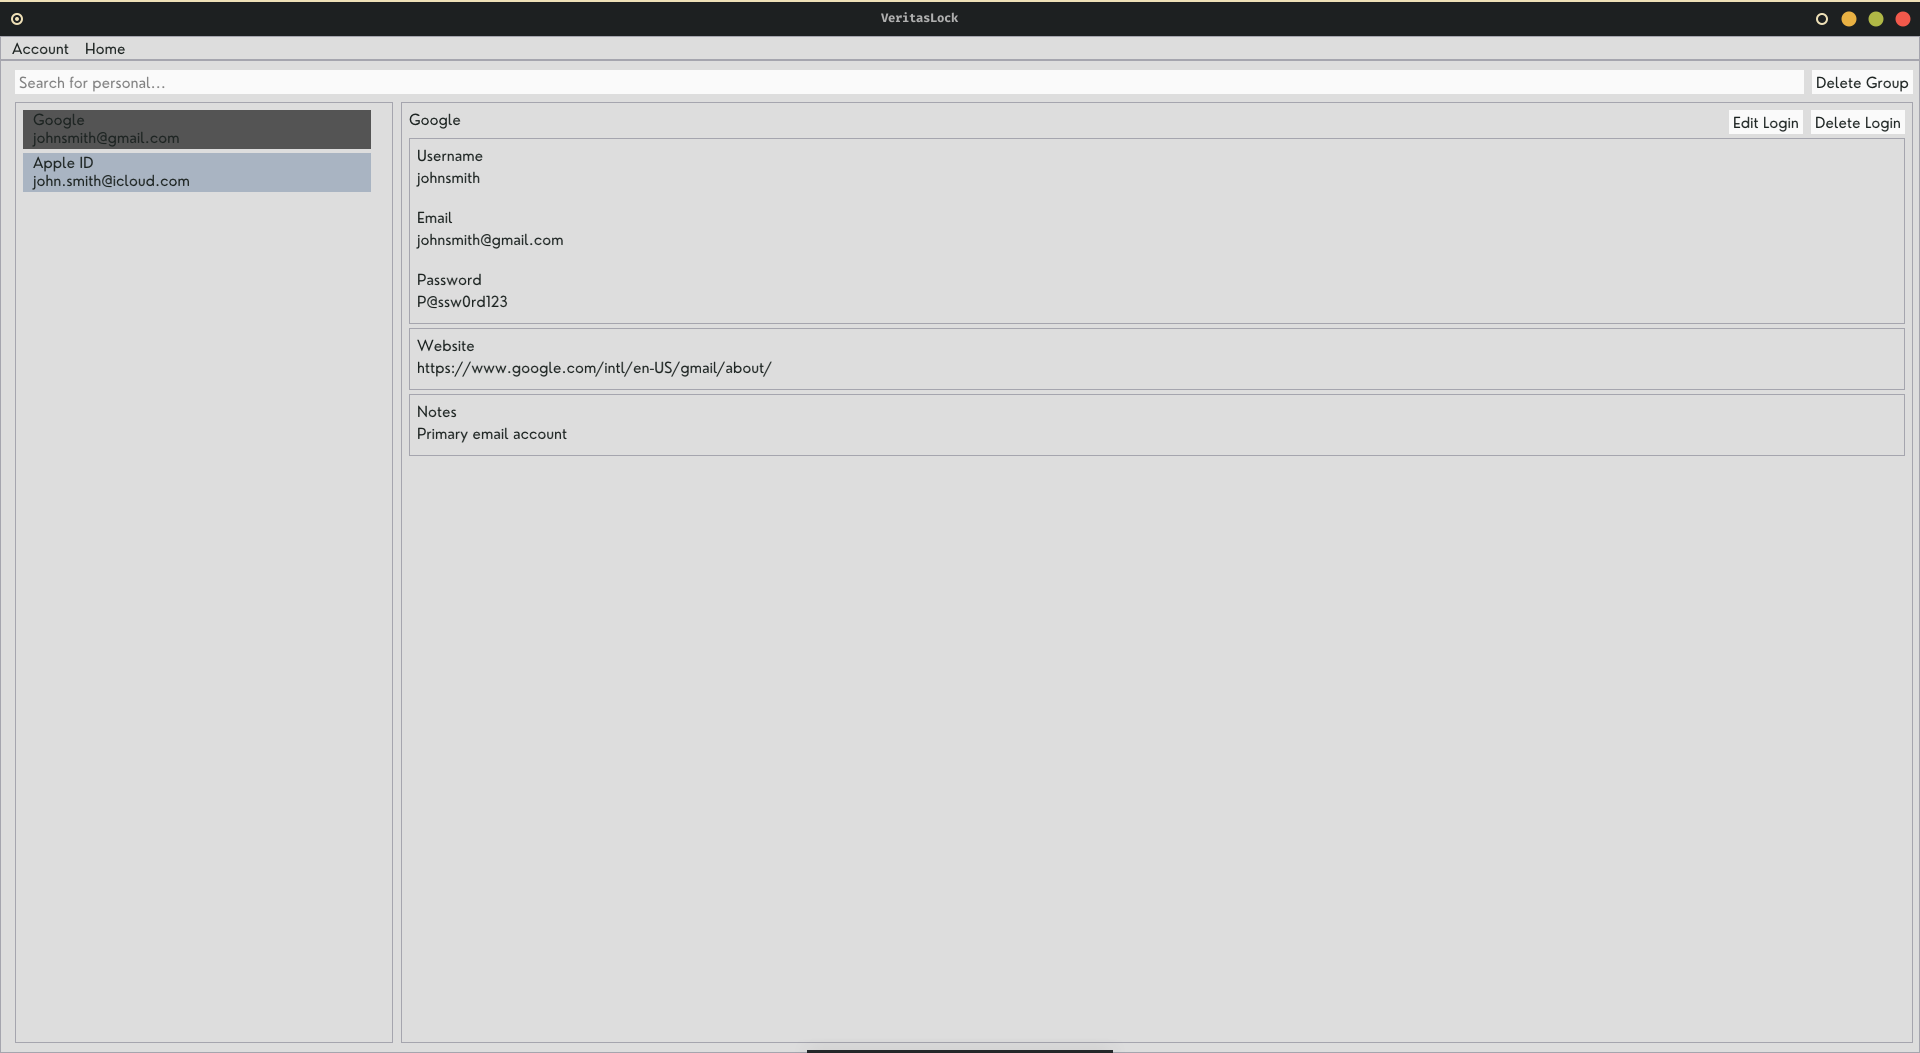 VeritasLock
Account Home
Search for personal...
Delete Group
Google
johnsmith@gmail.com
Apple ID
john.smith@icloud.com
Google
Edit Login
Delete Login
Username
johnsmith
Email
johnsmith@gmail.com
Password
P@ssw0rd123
Website
https://www.google.com/intl/en-US/gmail/about/
Notes
Primary email account